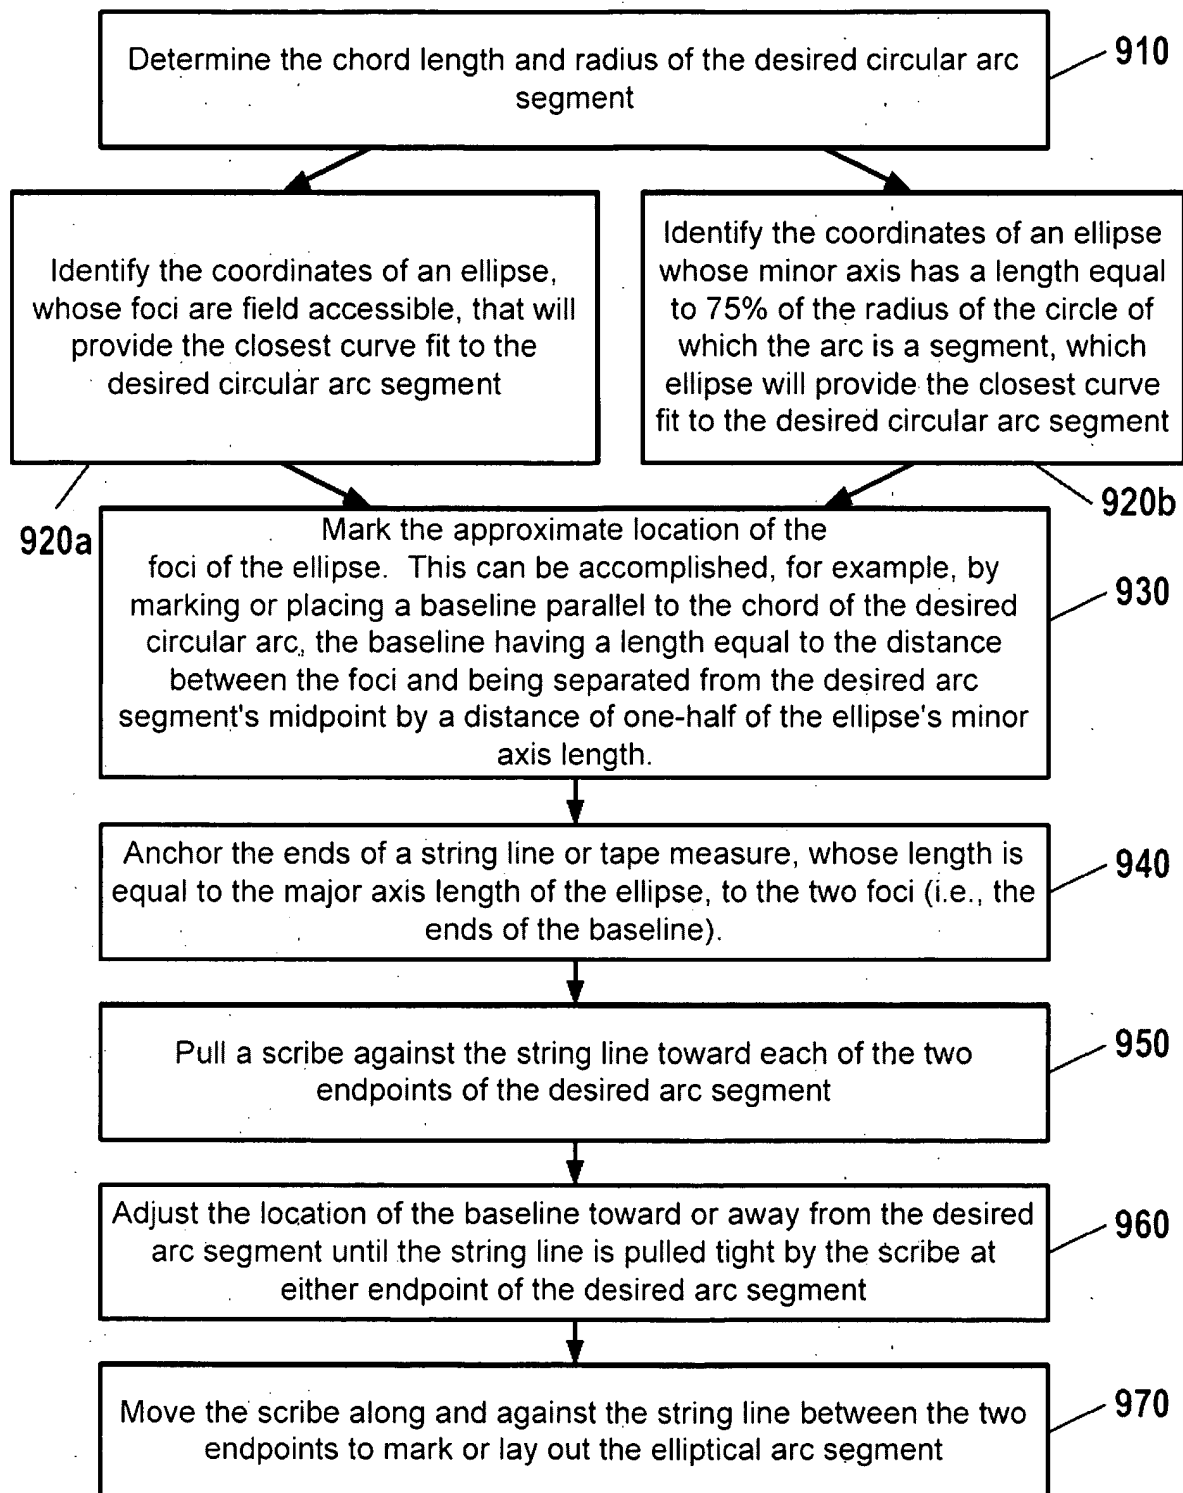 Determine the chord length and radius of the desired circular arc
segment
910
Identify the coordinates of an ellipse,
whose foci are field accessible, that will
provide the closest curve fit to the
desired circular arc segment
920a
Identify the coordinates of an ellipse
whose minor axis has a length equal
to 75% of the radius of the circle of
which the arc is a segment, which
ellipse will provide the closest curve
fit to the desired circular arc segment
920b
Mark the approximate location of the
foci of the ellipse. This can be accomplished, for example, by
marking or placing a baseline parallel to the chord of the desired
circular arc, the baseline having a length equal to the distance
between the foci and being separated from the desired arc
segment's midpoint by a distance of one-half of the ellipse's minor
axis length.
930
Anchor the ends of a string line or tape measure, whose length is
equal to the major axis length of the ellipse, to the two foci (i.e., the
ends of the baseline).
940
Pull a scribe against the string line toward each of the two
endpoints of the desired arc segment
950
Adjust the location of the baseline toward or away from the desired
arc segment until the string line is pulled tight by the scribe at
either endpoint of the desired arc segment
960
Move the scribe along and against the string line between the two
endpoints to mark or lay out the elliptical arc segment
970